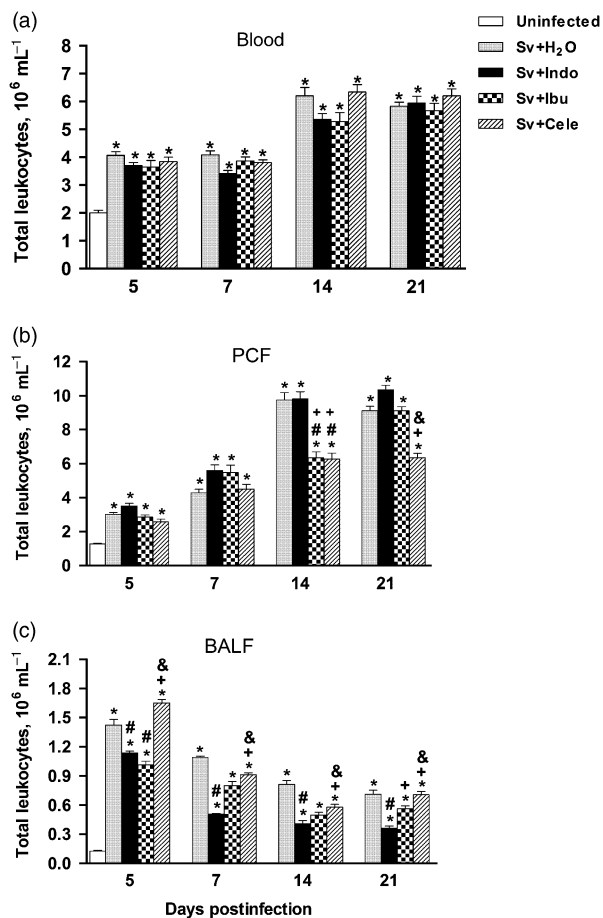 (a)
Blood
Uninfected
Sv+H₂O
Sv+Indo
Sv+Ibu
Sv+Cele
Total leukocytes, 10⁶ mL⁻¹
8
7
6
5
4
3
2
1
0
* * * *
* * * *
* * * *
* * * *
5 7 14 21
(b)
PCF
Total leukocytes, 10⁶ mL⁻¹
12
10
8
6
4
2
0
* * * *
* * * *
+ +
# #
* * * *
&
+
* * * *
5 7 14 21
(c)
BALF
Total leukocytes, 10⁶ mL⁻¹
2.1
1.8
1.5
1.2
0.9
0.6
0.3
0.0
&
+
# #
* * * *
&
+
#
* * * *
&
+
#
* * * *
&
# + +
* * * *
5 7 14 21
Days postinfection